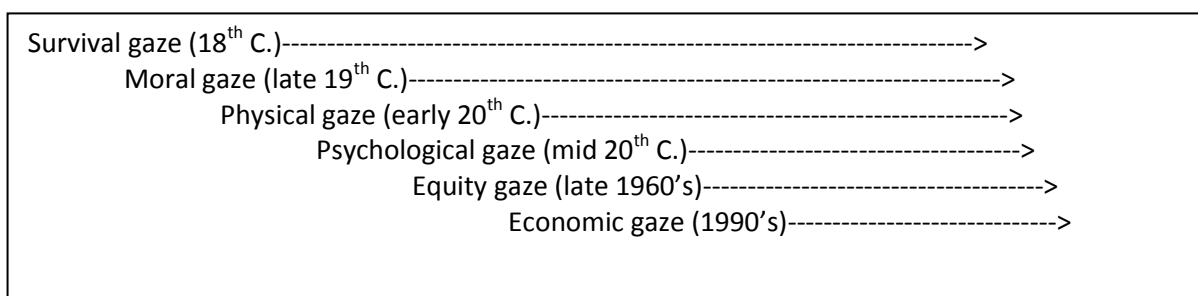 Survival gaze (18th C.)----------------------------------------------------------------------------->
Moral gaze (late 19th C.)------------------------------------------------------------------>
Physical gaze (early 20th C.)---------------------------------------------------->
Psychological gaze (mid 20th C.)------------------------------------->
Equity gaze (late 1960’s)-------------------------------------->
Economic gaze (1990’s)------------------------------>